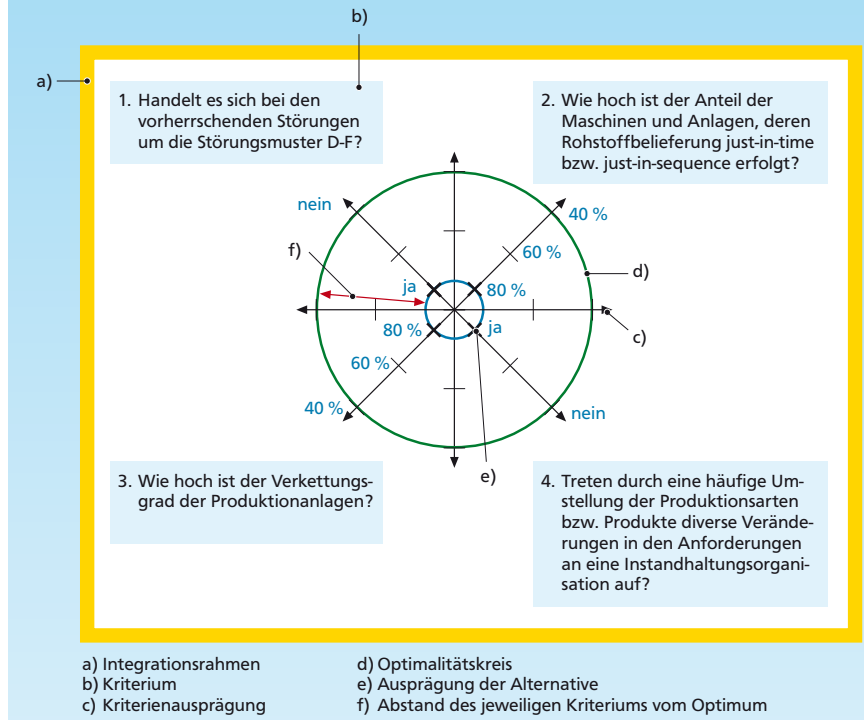 b)
a)
1. Handelt es sich bei den
vorherrschenden Störungen
um die Störungsmuster D-F?
2. Wie hoch ist der Anteil der
Maschinen und Anlagen, deren
Rohstoffbelieferung just-in-time
bzw. just-in-sequence erfolgt?
nein
40 %
f)
60 %
d)
ja
80 %
80 %
ja
c)
60 %
40 %
nein
e)
3. Wie hoch ist der Verkettungs-
grad der Produktionanlagen?
4. Treten durch eine häufige Um-
stellung der Produktionsarten
bzw. Produkte diverse Verände-
rungen in den Anforderungen
an eine Instandhaltungsorgani-
sation auf?
a) Integrationsrahmen
b) Kriterium
c) Kriterienausprägung
d) Optimalitätskreis
e) Ausprägung der Alternative
f) Abstand des jeweiligen Kriteriums vom Optimum